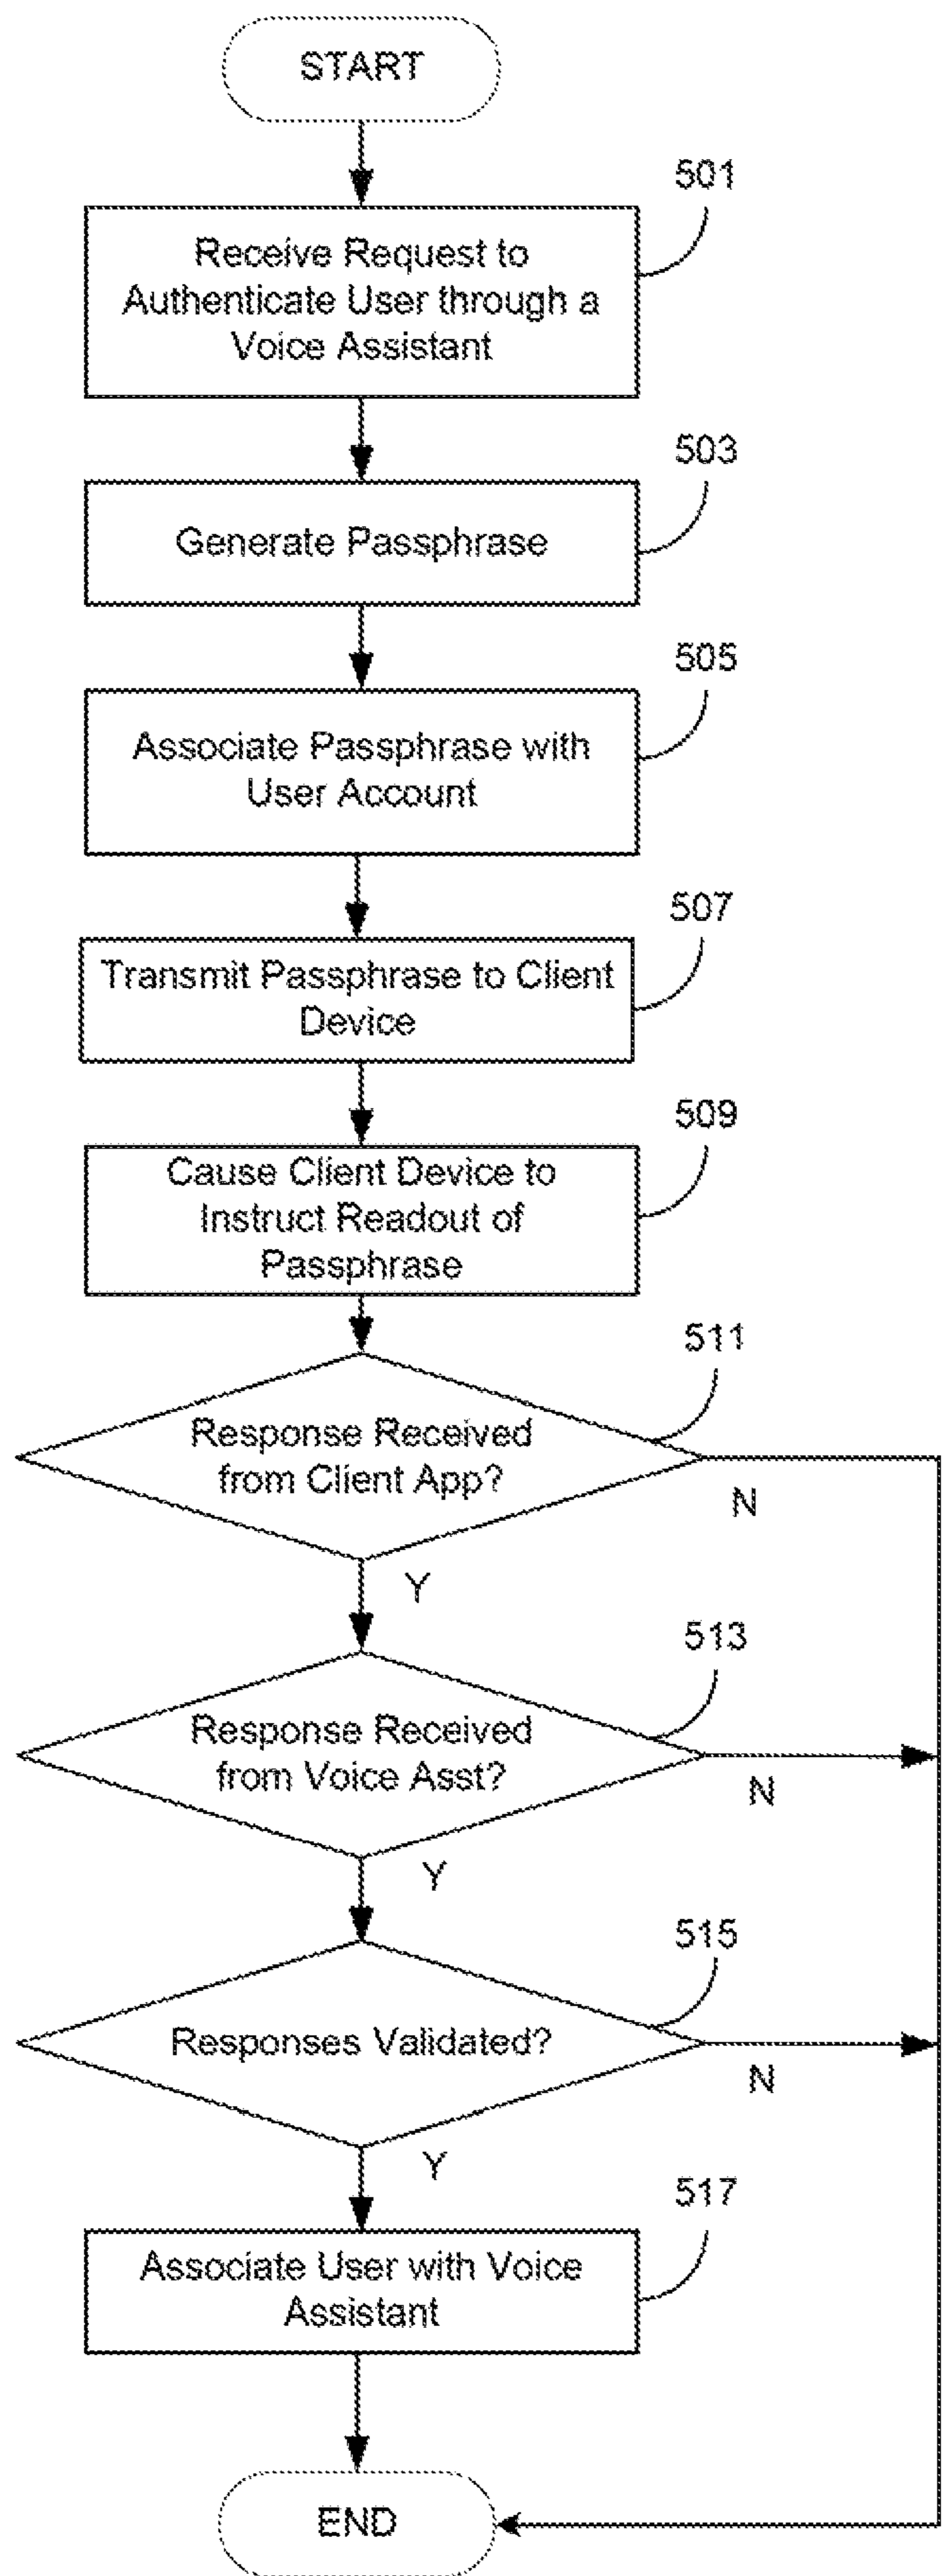 START
501
Receive Request to
Authenticate User through a
Voice Assistant
503
Generate Passphrase
505
Associate Passphrase with
User Account
507
Transmit Passphrase to Client
Device
509
Cause Client Device to
Instruct Readout of
Passphrase
511
Response Received
from Client App?
N
Y
513
Response Received
from Voice Asst?
N
Y
515
Responses Validated?
N
Y
517
Associate User with Voice
Assistant
END